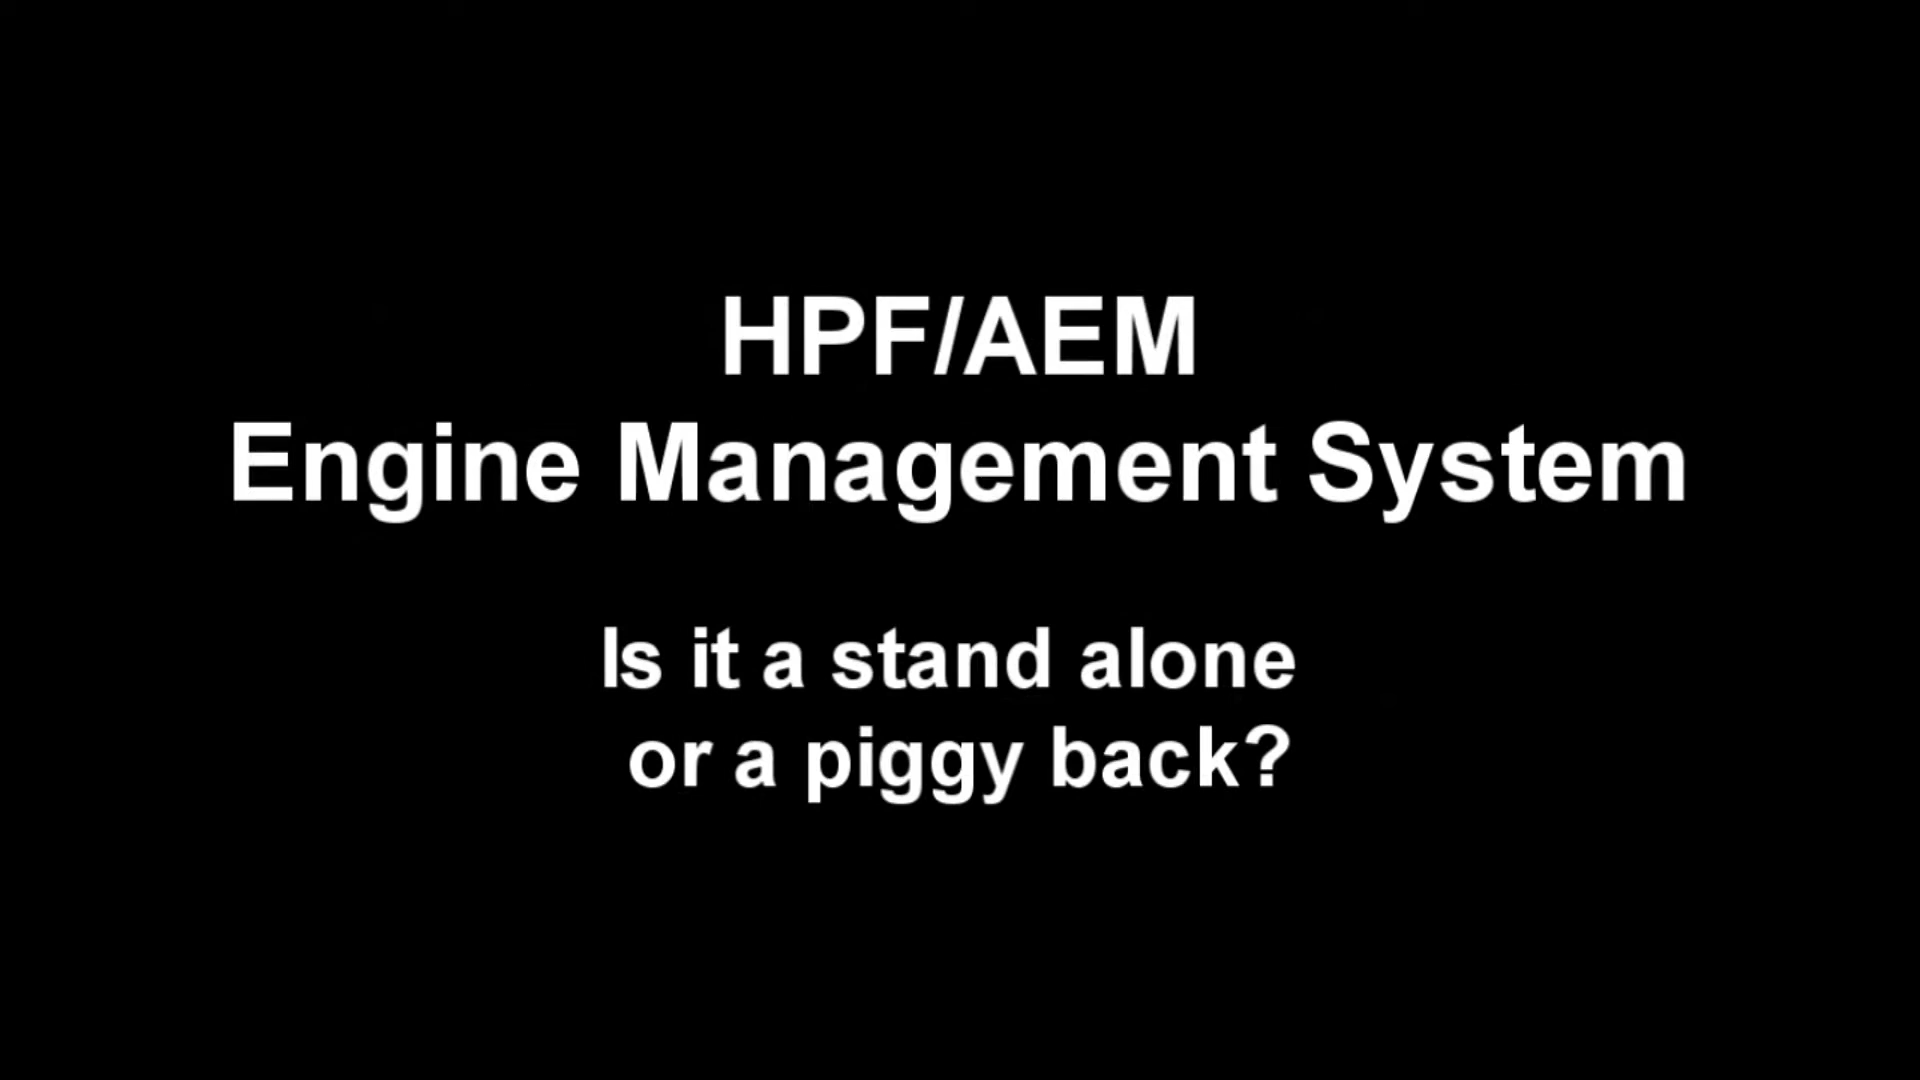 HPF/AEM
Engine Management System
Is it a stand alone
or a piggy back?